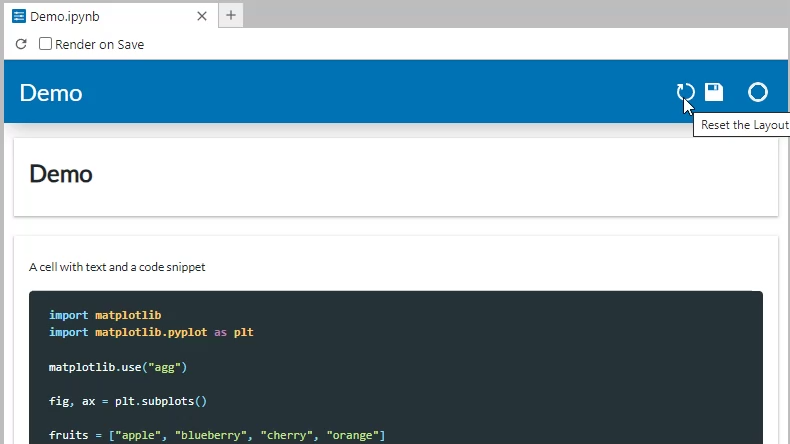 Demo.ipynb
Render on Save
Demo
Reset the Layout
Demo
A cell with text and a code snippet
import matplotlib
import matplotlib.pyplot as plt
matplotlib.use("agg")
fig, ax = plt.subplots()
fruits = ["apple", "blueberry", "cherry", "orange"]